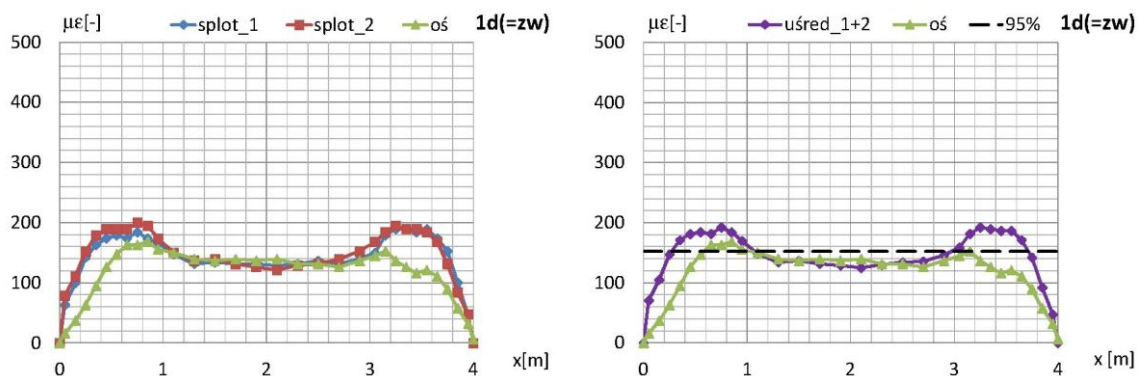 με[-] splot_1 splot_2 oś 1d(=zw)
500
400
300
200
100
0
0 1 2 3 4
x[m]
με[-] uśred_1+2 oś -95% 1d(=zw)
500
400
300
200
100
0
0 1 2 3 4
x [m]